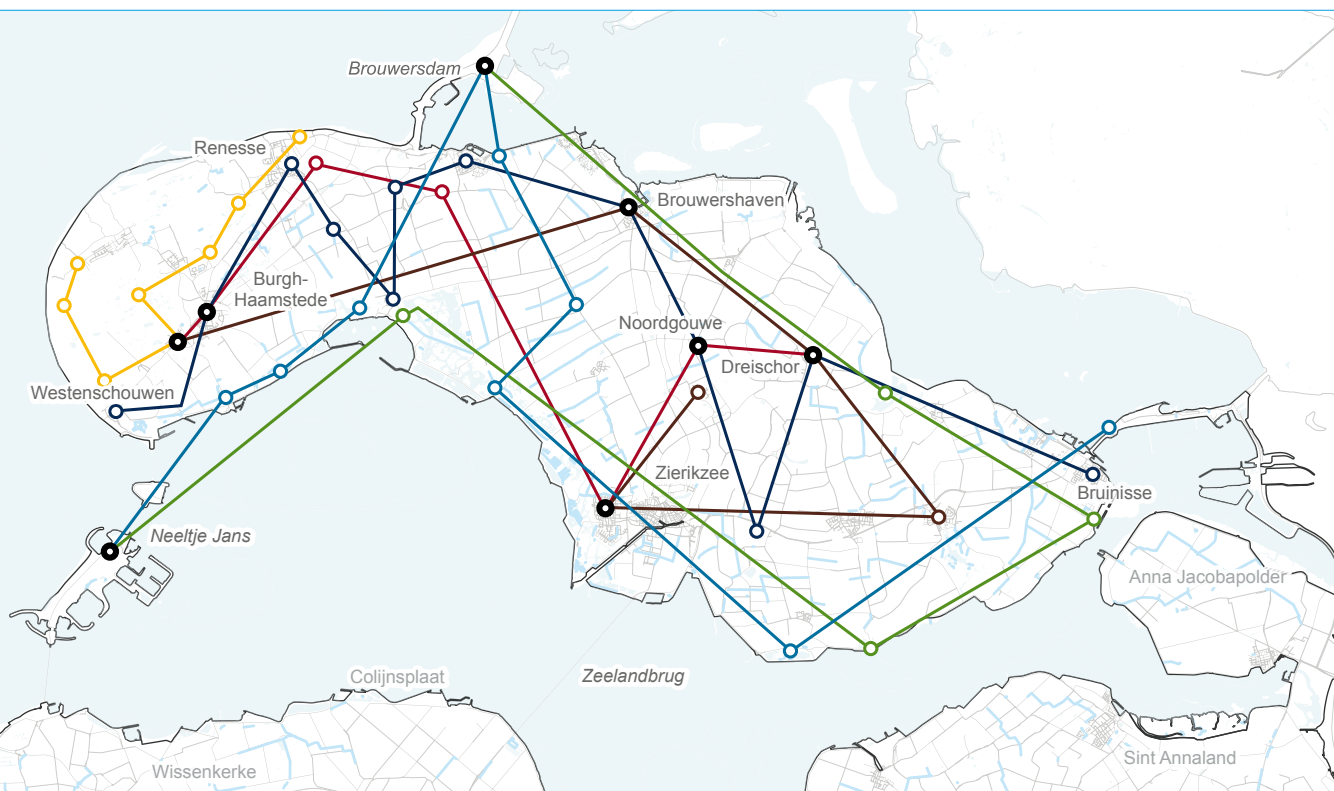 Brouwersdam
Renesse
Brouwershaven
Burgh-
Haamstede
Noordgouwe
Dreischor
Westenschouwen
Zierikzee
Bruinisse
Neeltje Jans
Anna Jacobapolder
Colijnsplaat
Zeelandbrug
Sint Annaland
Wissenkerke